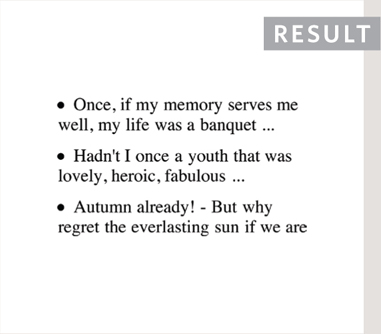 RESULT
• Once, if my memory serves me
well, my life was a banquet ...
• Hadn't I once a youth that was
lovely, heroic, fabulous ...
• Autumn already! - But why
regret the everlasting sun if we are